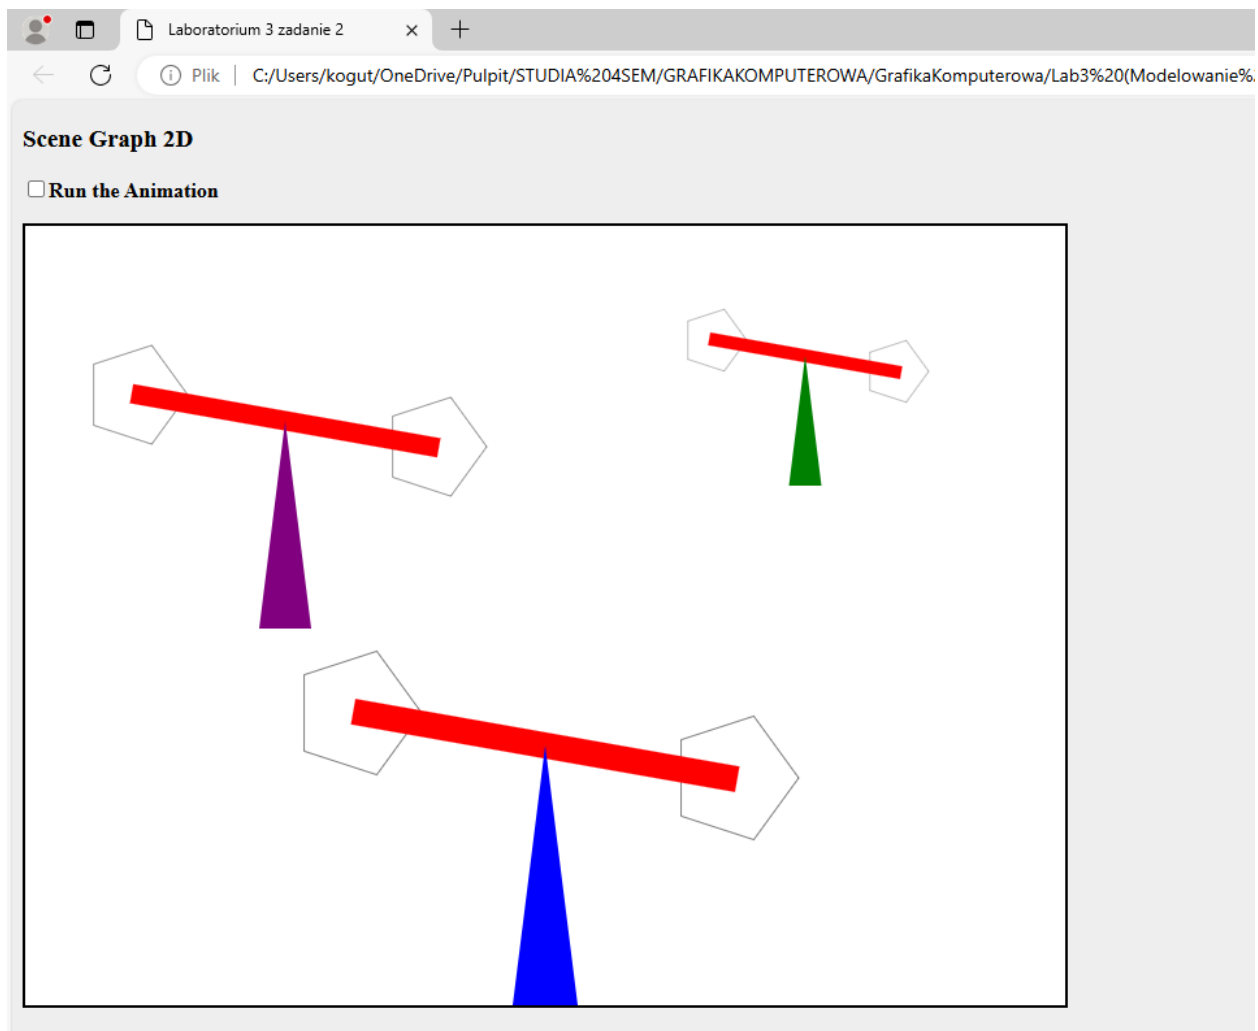 Laboratorium 3 zadanie 2
Plik C:/Users/kogut/OneDrive/Pulpit/STUDIA%204SEM/GRAFIKAKOMPUTEROWA/GrafikaKomputerowa/Lab3%20(Modelowanie%
Scene Graph 2D
Run the Animation